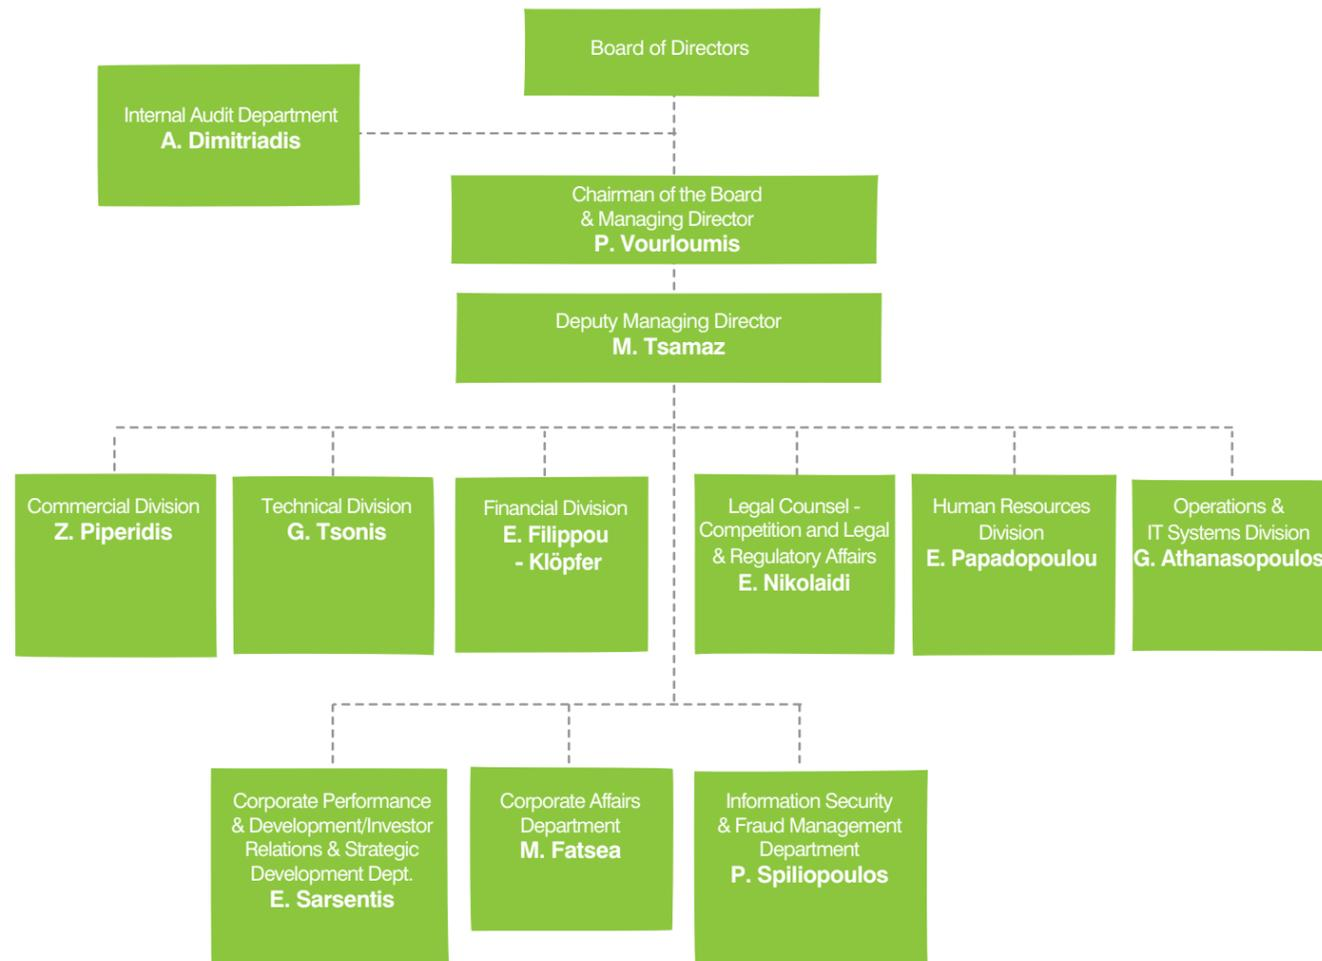 Board of Directors
Internal Audit Department
A. Dimitriadis
Chairman of the Board
& Managing Director
P. Vourloumis
Deputy Managing Director
M. Tsamaz
Commercial Division
Z. Piperidis
Technical Division
G. Tsonis
Financial Division
E. Filippou
- Klöpfer
Legal Counsel -
Competition and Legal
& Regulatory Affairs
E. Nikolaidi
Human Resources
Division
E. Papadopoulou
Operations &
IT Systems Division
G. Athanasopoulos
Corporate Performance
& Development/Investor
Relations & Strategic
Development Dept.
E. Sarsentis
Corporate Affairs
Department
M. Fatsea
Information Security
& Fraud Management
Department
P. Spiliopoulos